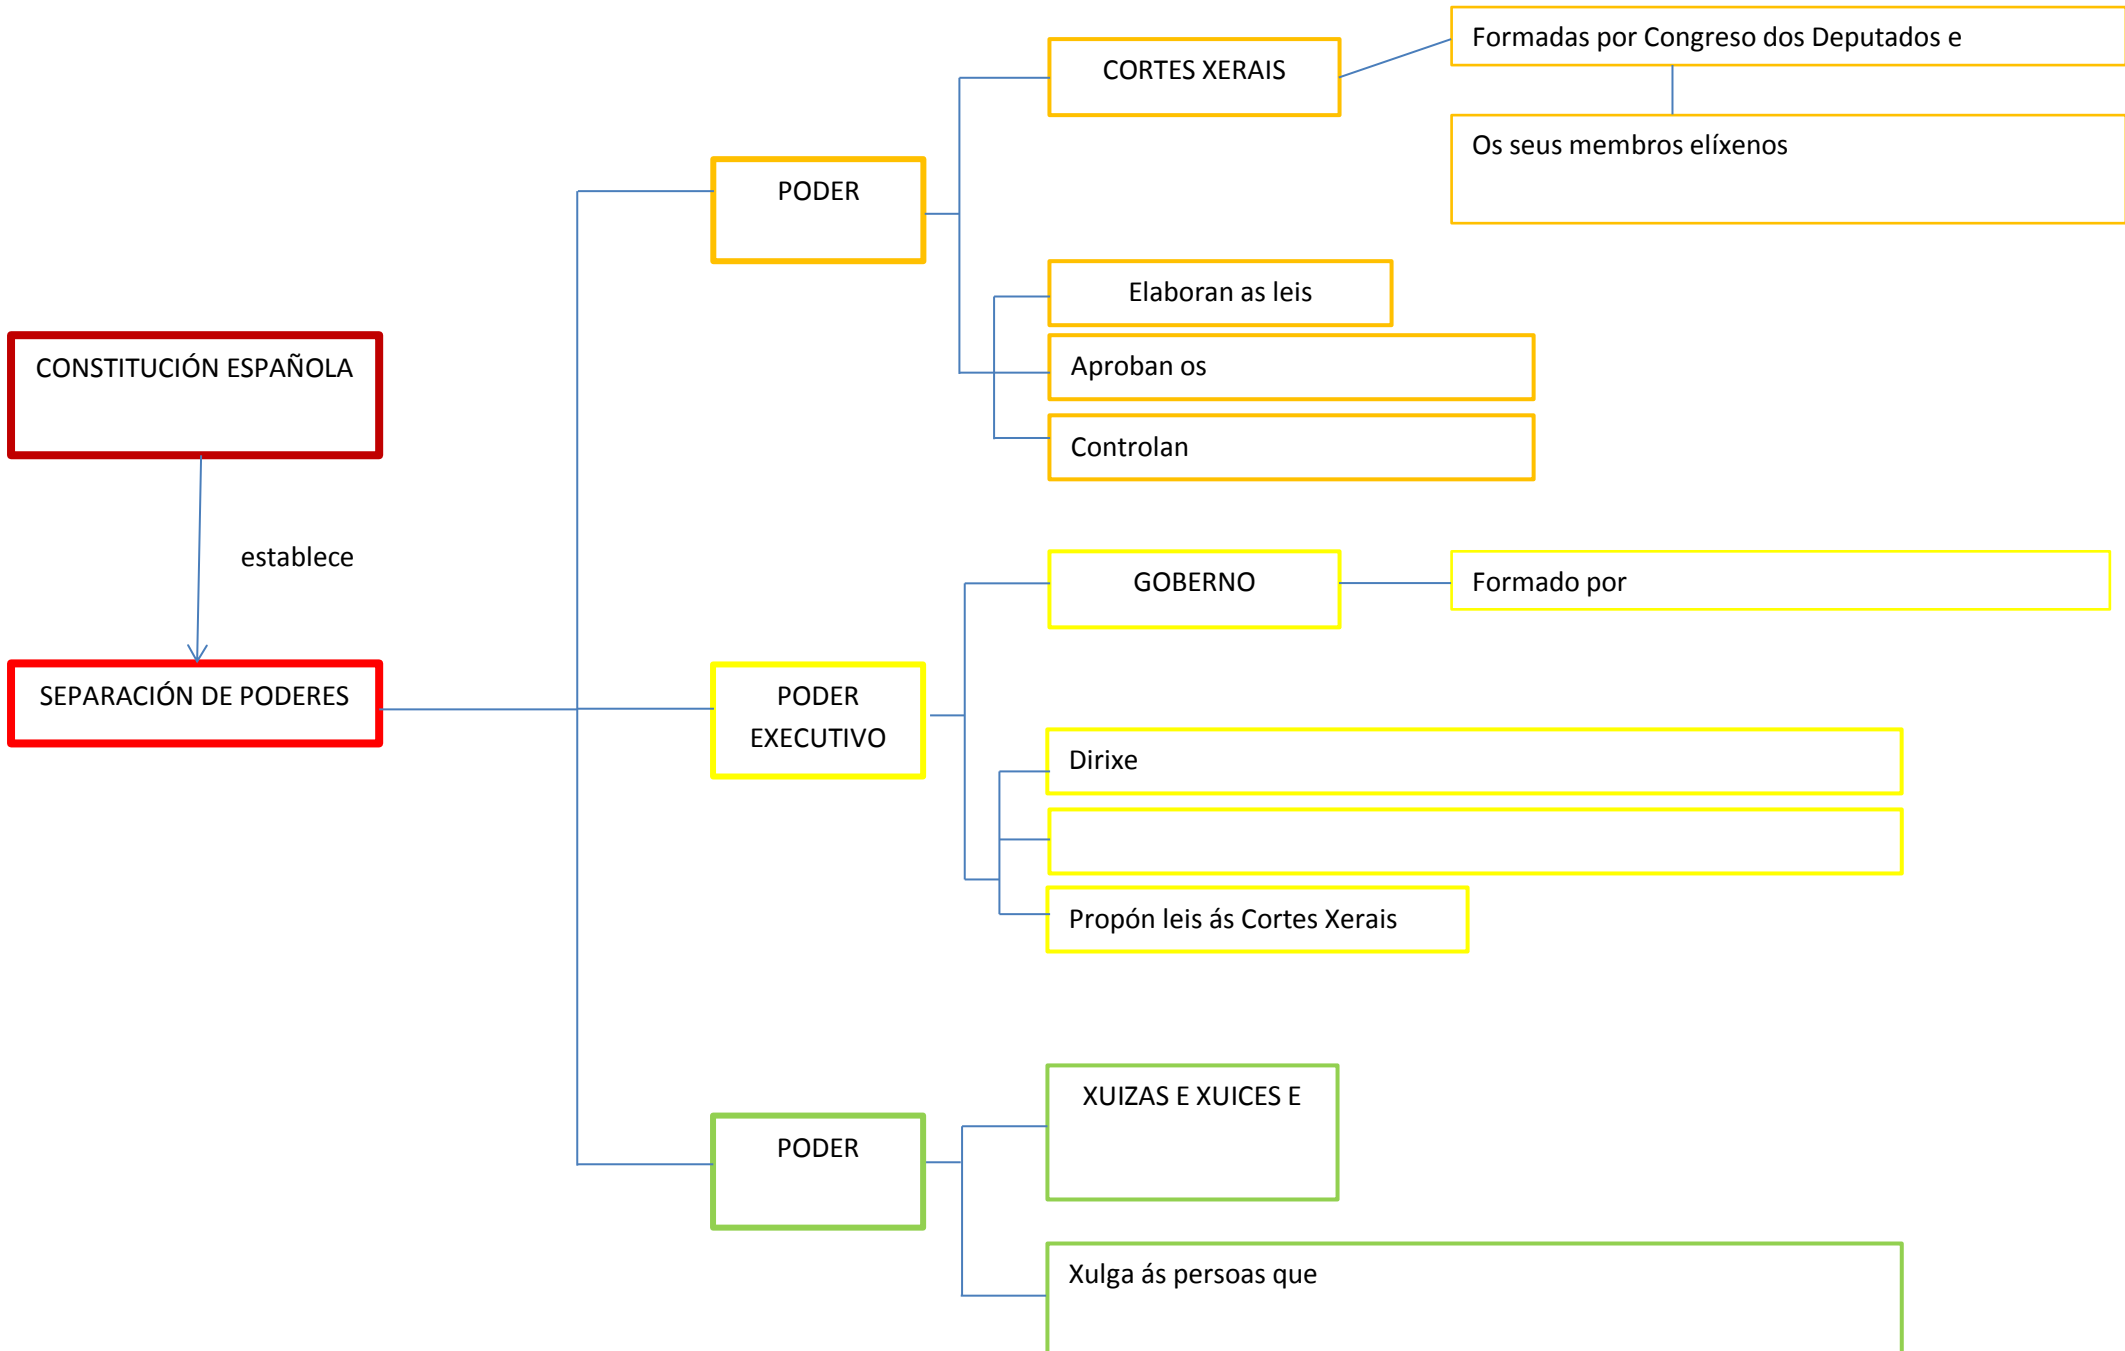 CONSTITUCIÓN ESPAÑOLA
establece
SEPARACIÓN DE PODERES
PODER
CORTES XERAIS
Formadas por Congreso dos Deputados e
Os seus membros elíxenos
Elaboran as leis
Aproban os
Controlan
PODER
EXECUTIVO
GOBERNO
Formado por
Dirixe
Propón leis ás Cortes Xerais
PODER
XUIZAS E XUICES E
Xulga ás persoas que